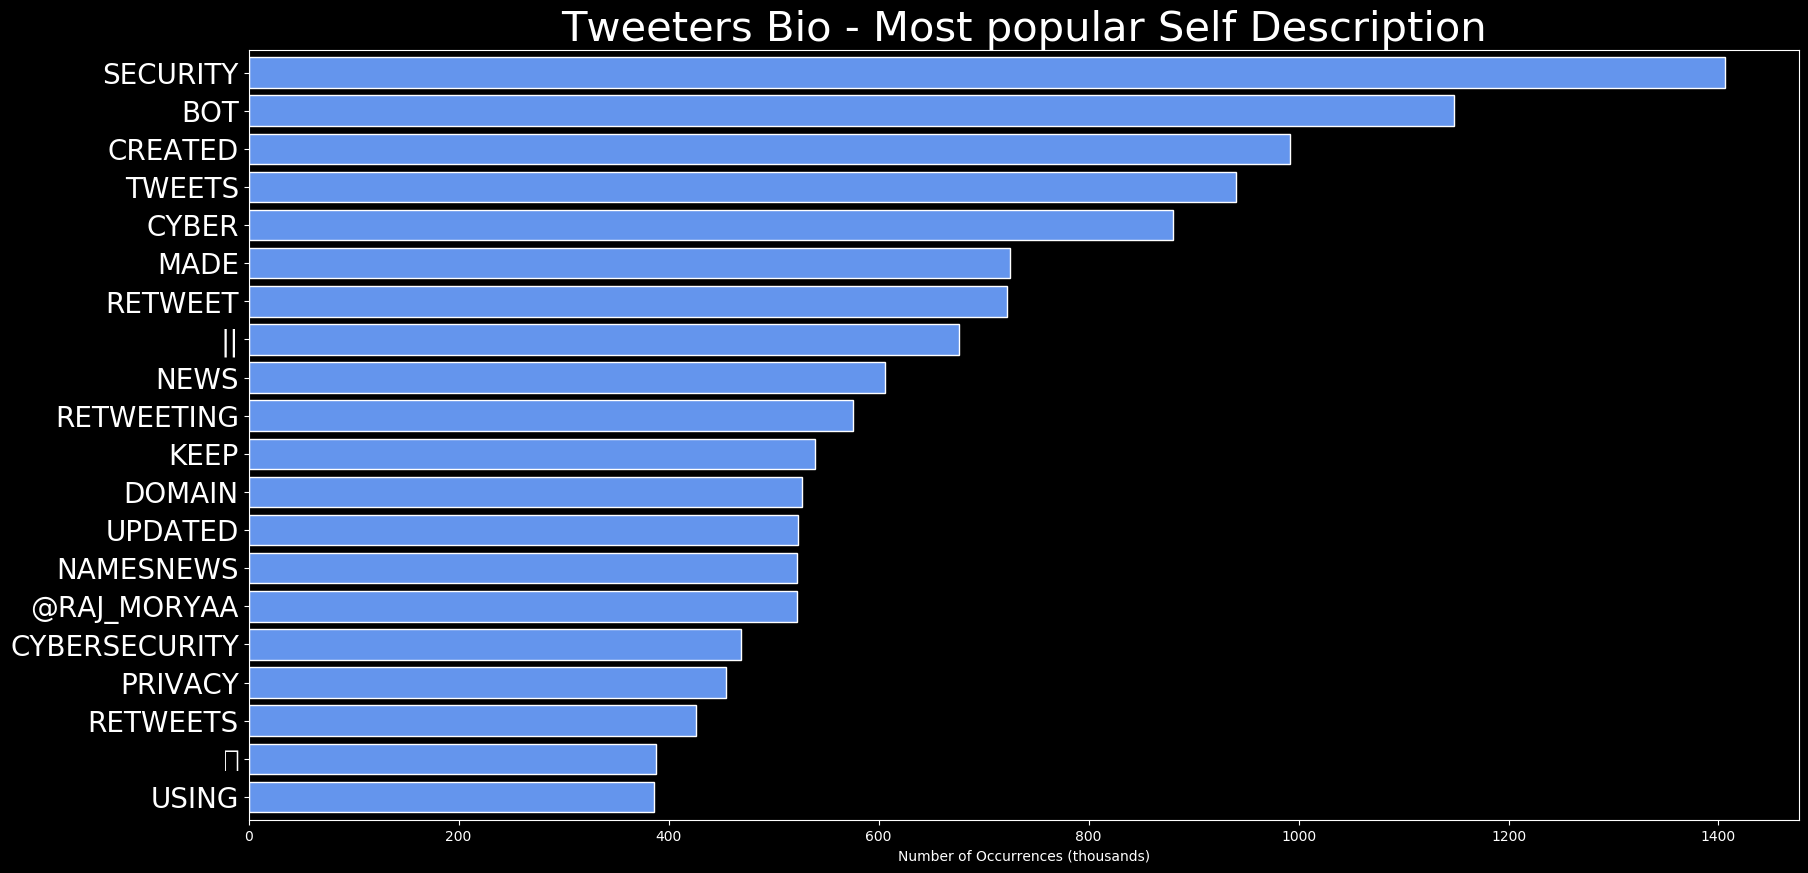 Tweeters Bio - Most popular Self Description
SECURITY
BOT
CREATED
TWEETS
CYBER
MADE
RETWEET
||
NEWS
RETWEETING
KEEP
DOMAIN
UPDATED
NAMESNEWS
@RAJ_MORYAA
CYBERSECURITY
PRIVACY
RETWEETS
USING
0 200 400 600 800 1000 1200 1400
Number of Occurrences (thousands)